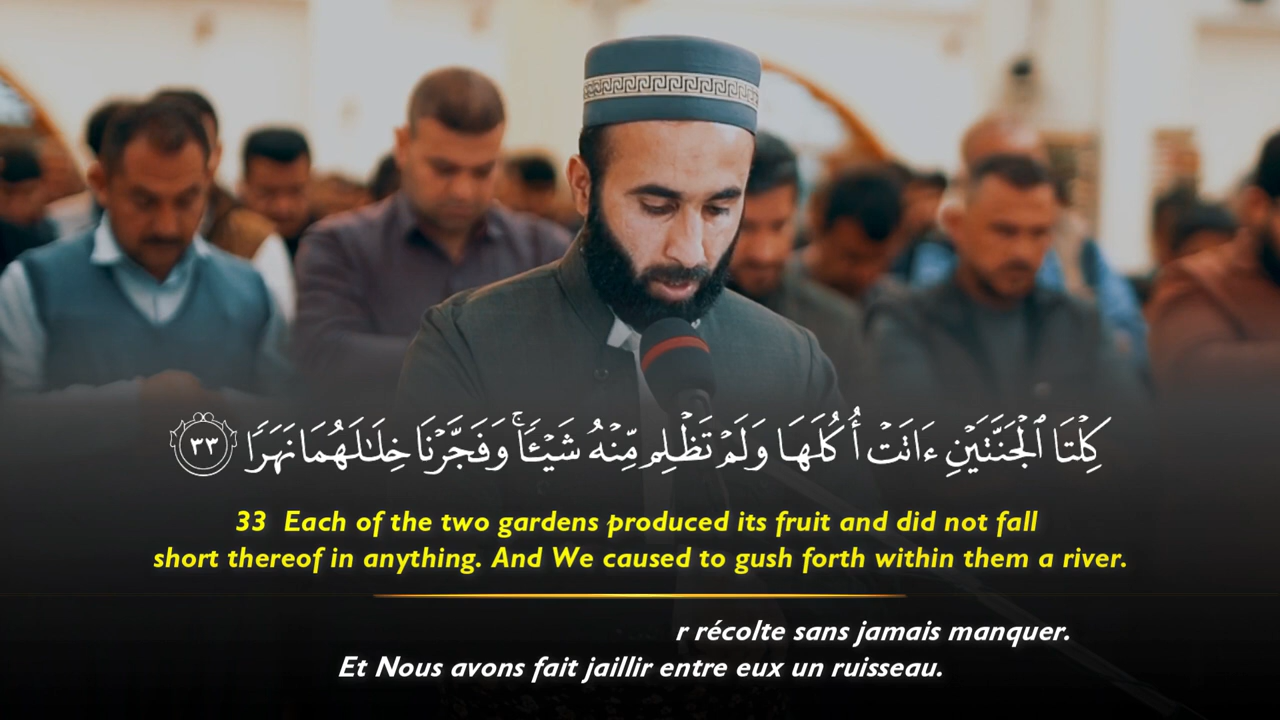 كِلْتَا ٱلْجَنَّتَيْنِ ءَاتَتْ أُكُلَهَا وَلَمْ تَظْلِم مِّنْهُ شَيْـًٔا ۚ وَفَجَّرْنَا خِلَـٰلَهُمَا نَهَرًا ٣٣
33 Each of the two gardens produced its fruit and did not fall
short thereof in anything. And We caused to gush forth within them a river.
r récolte sans jamais manquer.
Et Nous avons fait jaillir entre eux un ruisseau.